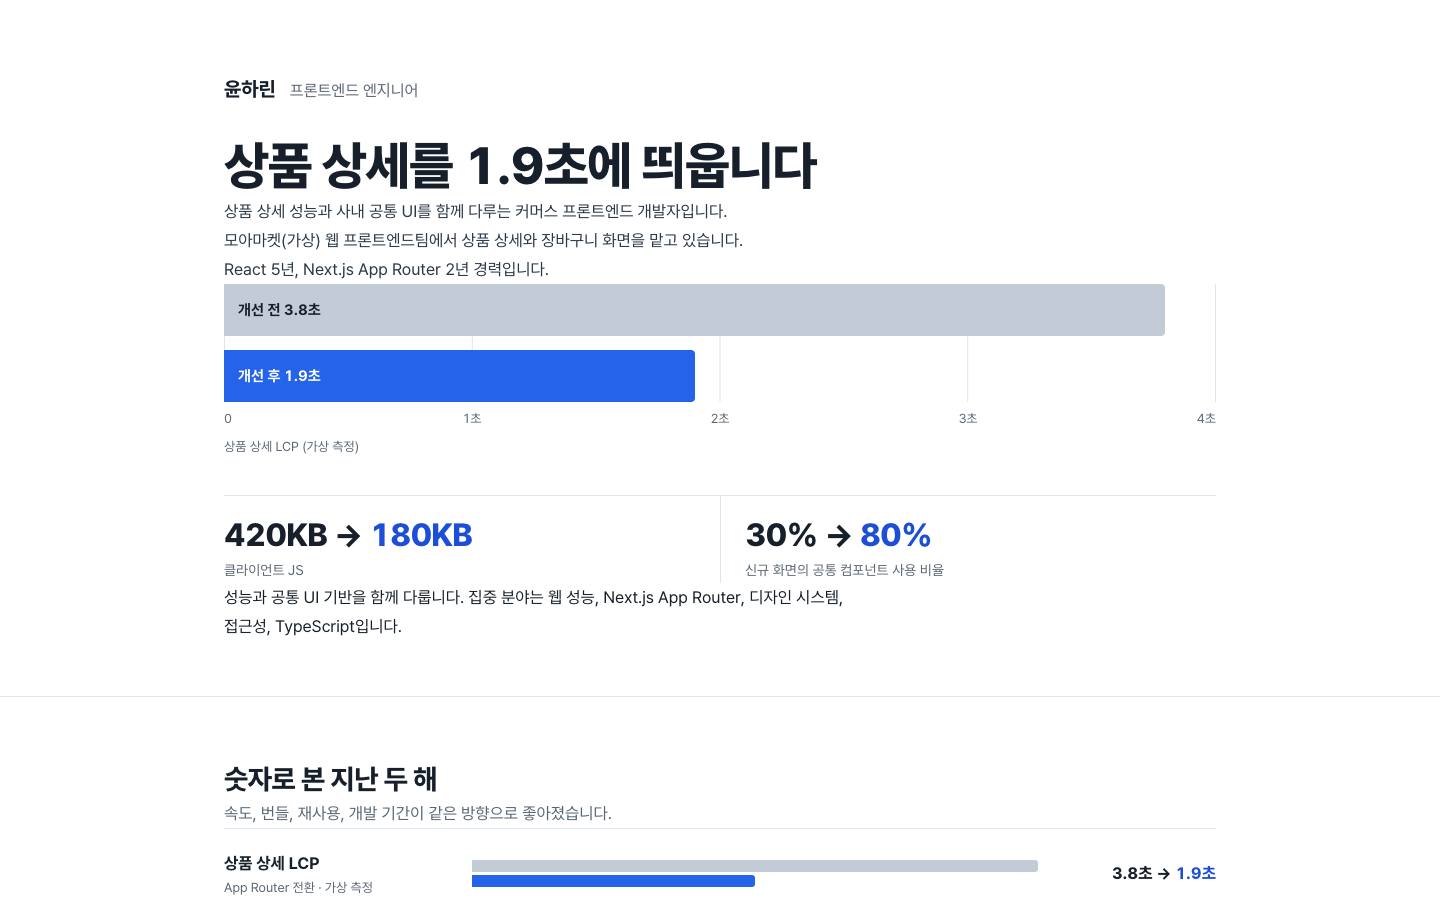 윤하린 프론트엔드 엔지니어
상품 상세를 1.9초에 띄웁니다
상품 상세 성능과 사내 공통 UI를 함께 다루는 커머스 프론트엔드 개발자입니다.
모아마켓(가상) 웹 프론트엔드팀에서 상품 상세와 장바구니 화면을 맡고 있습니다.
React 5년, Next.js App Router 2년 경력입니다.
개선 전 3.8초
개선 후 1.9초
0 1초 2초 3초 4초
상품 상세 LCP (가상 측정)
420KB → 180KB
클라이언트 JS
30% → 80%
신규 화면의 공통 컴포넌트 사용 비율
성능과 공통 UI 기반을 함께 다룹니다. 집중 분야는 웹 성능, Next.js App Router, 디자인 시스템,
접근성, TypeScript입니다.
숫자로 본 지난 두 해
속도, 번들, 재사용, 개발 기간이 같은 방향으로 좋아졌습니다.
상품 상세 LCP
App Router 전환 · 가상 측정
3.8초 → 1.9초